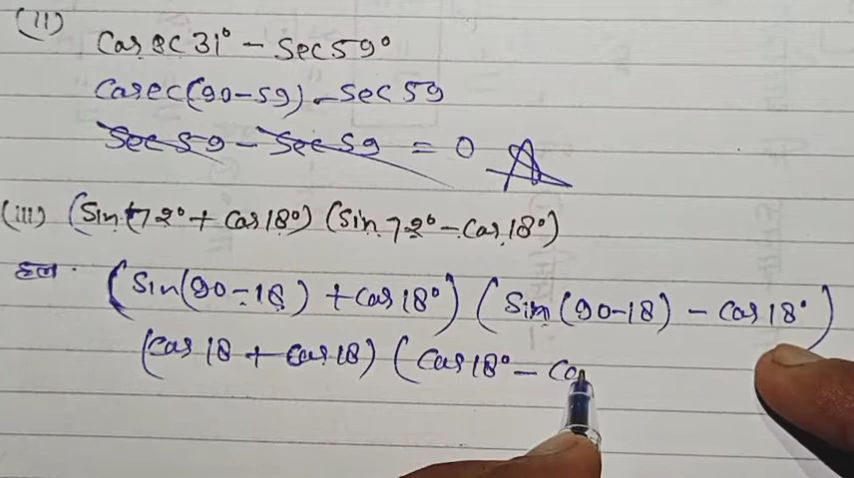 (ii) Cosec 31° - Sec 59°
Cosec(90-59) - Sec 59
Sec 59 - Sec 59 = 0 A
(iii) (Sin 72° + Cos 18°) (Sin 72° - Cos 18°)
हल. (Sin(90-18) + Cos 18°) (Sin (90-18) - Cos 18°)
(Cos 18 + Cos 18) (Cos 18° - Co